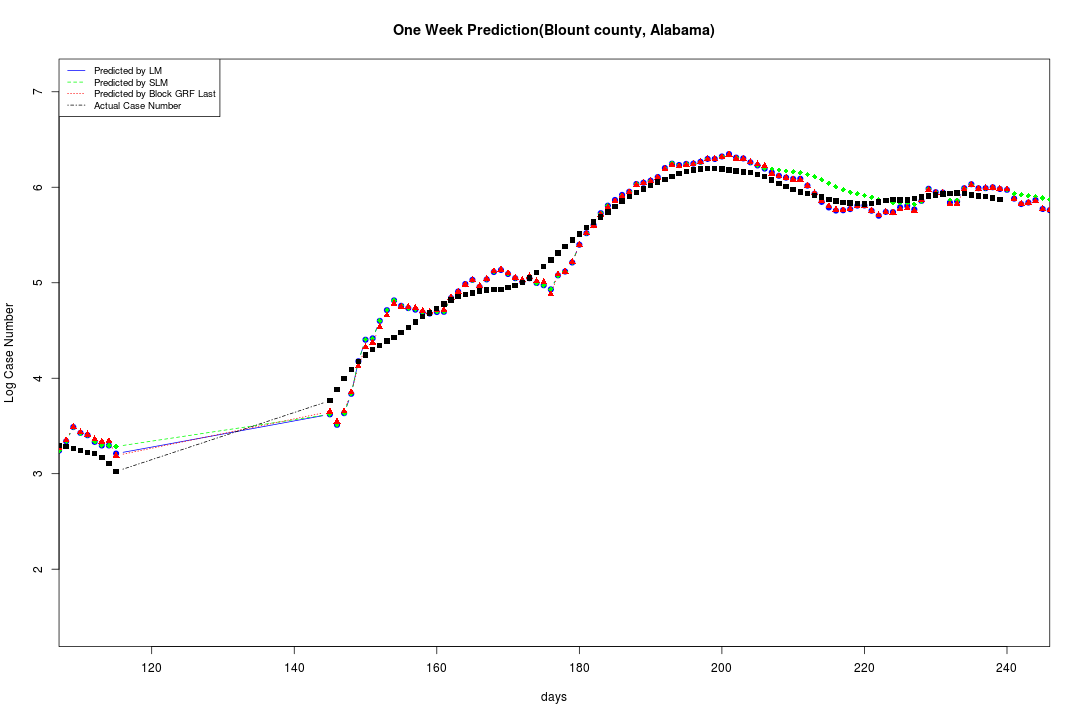 One Week Prediction(Blount county, Alabama)
Predicted by LM
Predicted by SLM
Predicted by Block GRF Last
Actual Case Number
Log Case Number
7
6
5
4
3
2
120 140 160 180 200 220 240
days